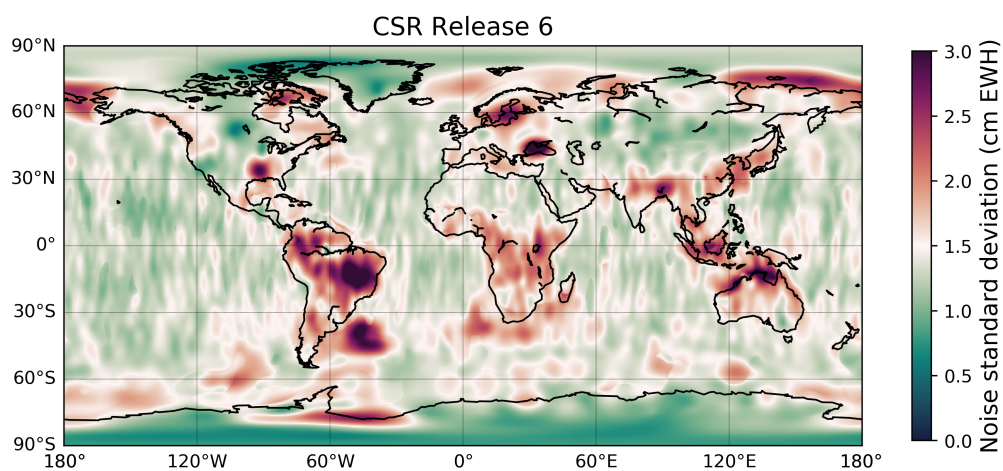 CSR Release 6
90°N
60°N
30°N
0°
30°S
60°S
90°S
180° 120°W 60°W 0° 60°E 120°E 180°
3.0
2.5
2.0
1.5
1.0
0.5
0.0
Noise standard deviation (cm EWH)